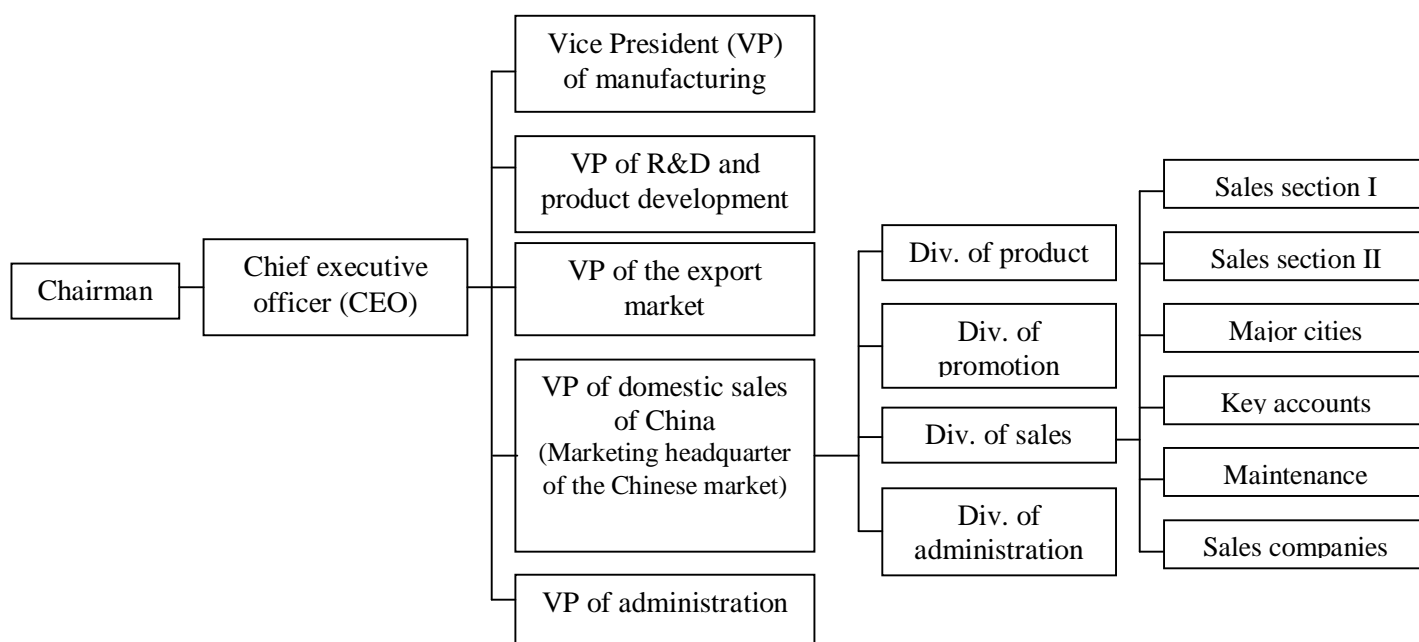 Chairman
Chief executive
officer (CEO)
Vice President (VP)
of manufacturing
VP of R&D and
product development
VP of the export
market
VP of domestic sales
of China
(Marketing headquarter
of the Chinese market)
VP of administration
Div. of product
Div. of
promotion
Div. of sales
Div. of
administration
Sales section I
Sales section II
Major cities
Key accounts
Maintenance
Sales companies